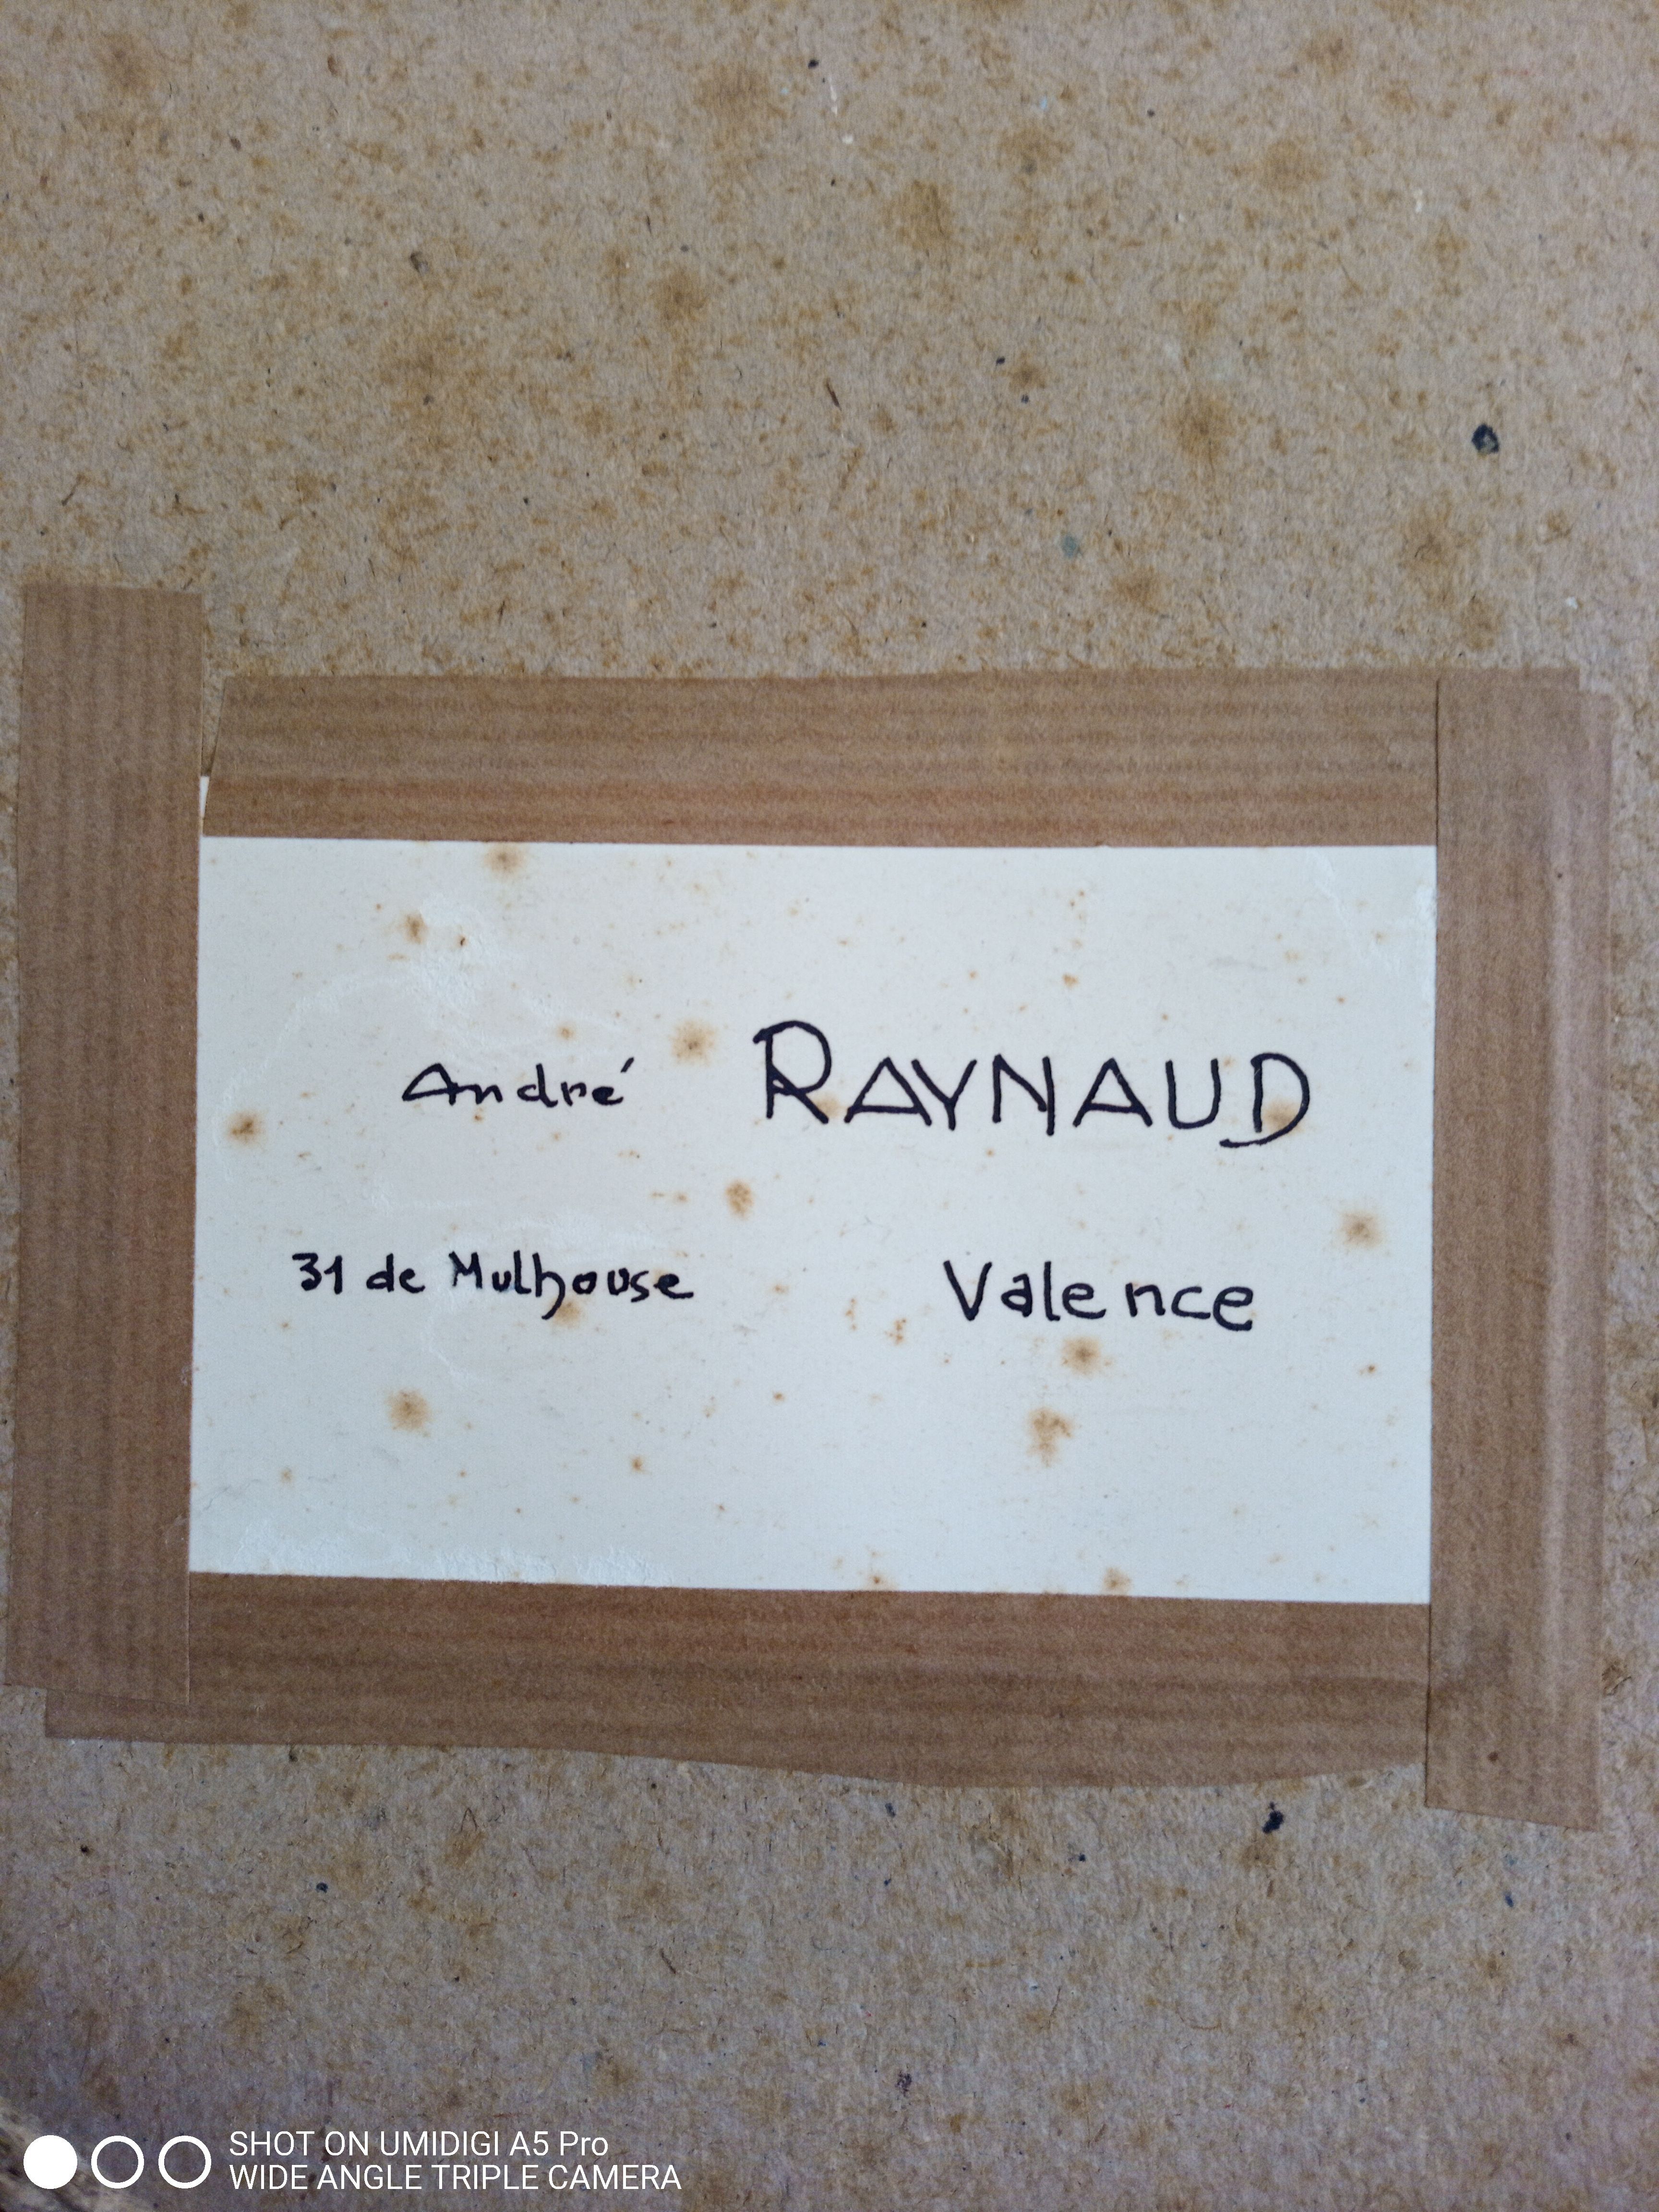 André RAYNAUD
31 de Mulhouse Valence
SHOT ON UMIDIGI A5 Pro
WIDE ANGLE TRIPLE CAMERA